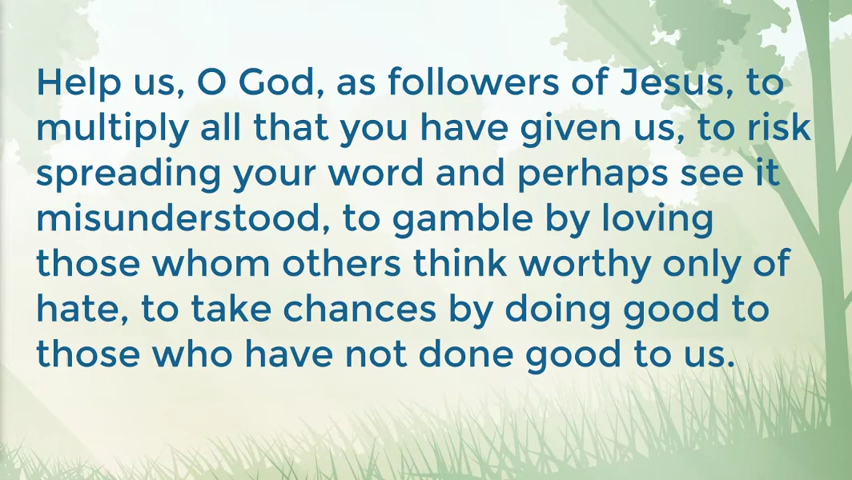 Help us, O God, as followers of Jesus, to
multiply all that you have given us, to risk
spreading your word and perhaps see it
misunderstood, to gamble by loving
those whom others think worthy only of
hate, to take chances by doing good to
those who have not done good to us.